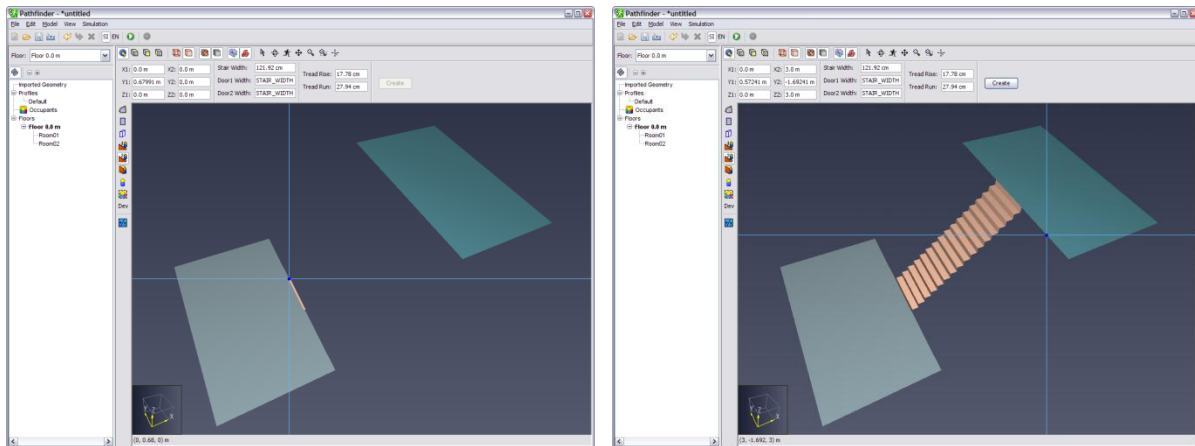 Pathfinder - *untitled
File Edit Model View Simulation
SI EN
Floor: Floor 0.0 m
X1: 0.0 m X2: 0.0 m Stair Width: 121.92 cm
Tread Rise: 17.78 cm
Y1: 0.67991 m Y2: 0.0 m Door1 Width: STAIR_WIDTH
Create
Tread Run: 27.94 cm
Z1: 0.0 m Z2: 0.0 m Door2 Width: STAIR_WIDTH
Imported Geometry
Profiles
Default
Occupants
Floors
Floor 0.0 m
Room01
Room02
Dev
Z
Y
X
(0, 0.68, 0) m
Pathfinder - *untitled
File Edit Model View Simulation
SI EN
Floor: Floor 0.0 m
X1: 0.0 m X2: 3.0 m Stair Width: 121.92 cm
Tread Rise: 17.78 cm
Y1: 0.57241 m Y2: -1.69241 m Door1 Width: STAIR_WIDTH
Create
Tread Run: 27.94 cm
Z1: 0.0 m Z2: 3.0 m Door2 Width: STAIR_WIDTH
Imported Geometry
Profiles
Default
Occupants
Floors
Floor 0.0 m
Room01
Room02
Dev
Z
Y
X
(3, -1.692, 3) m